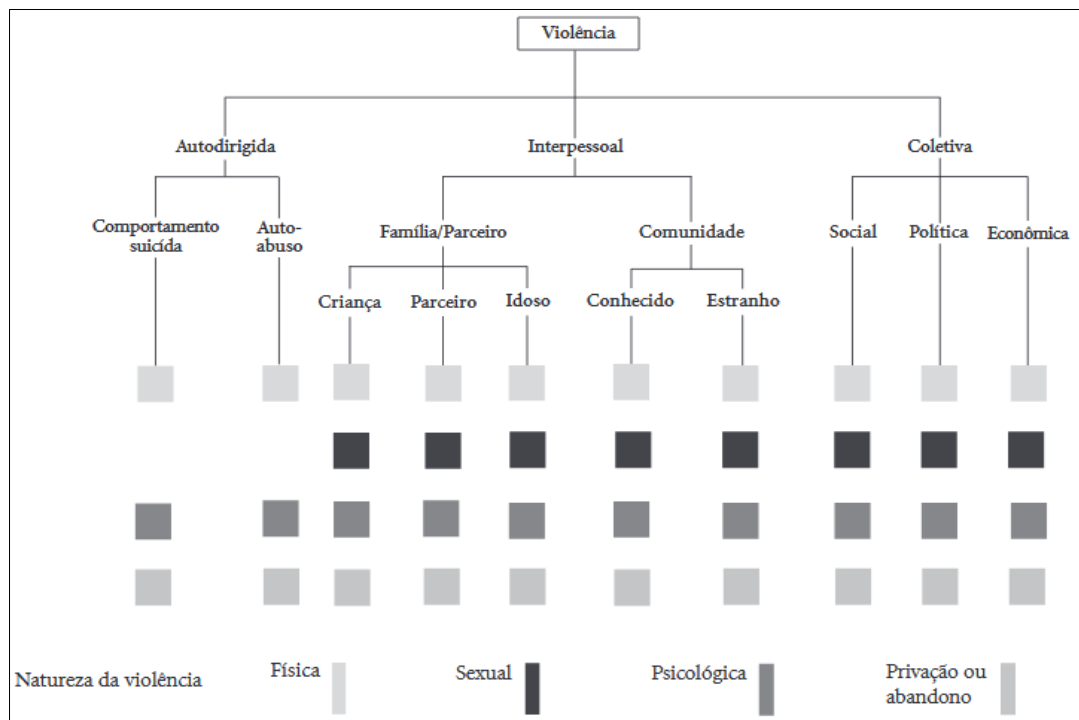 Violência
Autodirigida
Interpessoal
Coletiva
Comportamento
suicída
Auto-
abuso
Família/Parceiro
Comunidade
Social
Política
Econômica
Criança
Parceiro
Idoso
Conhecido
Estranho
Natureza da violência
Física
Sexual
Psicológica
Privação ou
abandono